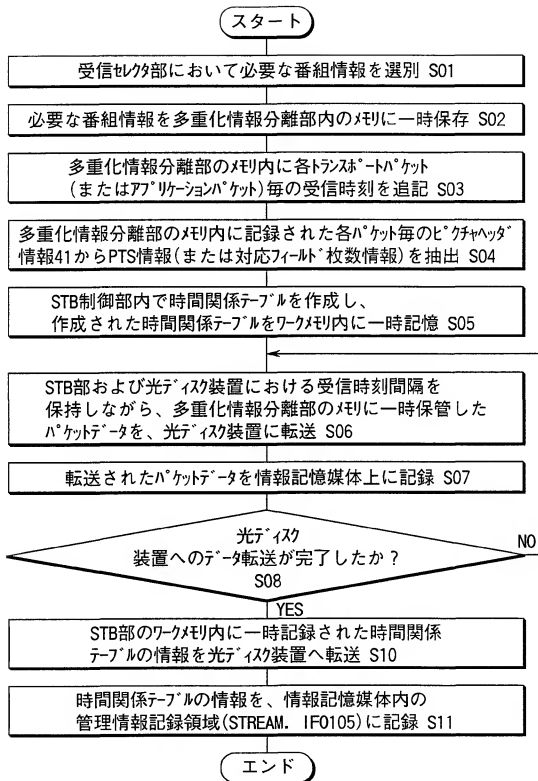 スタート
受信ｾﾚｸﾀ部において必要な番組情報を選別 S01
必要な番組情報を多重化情報分離部内のﾒﾓﾘに一時保存 S02
多重化情報分離部のﾒﾓﾘ内に各ﾄﾗﾝｽﾎﾟｰﾄﾊﾟｹｯﾄ
(またはｱﾌﾟﾘｹｰｼｮﾝﾊﾟｹｯﾄ)毎の受信時刻を追記 S03
多重化情報分離部のﾒﾓﾘ内に記録された各ﾊﾟｹｯﾄ毎のﾋﾟｸﾁｬﾍｯﾀﾞ
情報41からPTS情報(または対応ﾌｨｰﾙﾄﾞ枚数情報)を抽出 S04
STB制御部内で時間関係ﾃｰﾌﾞﾙを作成し、
作成された時間関係ﾃｰﾌﾞﾙをﾜｰｸﾒﾓﾘ内に一時記憶 S05
STB部および光ﾃﾞｨｽｸ装置における受信時刻間隔を
保持しながら、多重化情報分離部のﾒﾓﾘに一時保管した
ﾊﾟｹｯﾄﾃﾞｰﾀを、光ﾃﾞｨｽｸ装置に転送 S06
転送されたﾊﾟｹｯﾄﾃﾞｰﾀを情報記憶媒体上に記録 S07
光ﾃﾞｨｽｸ
装置へのﾃﾞｰﾀ転送が完了したか？
S08
NO
YES
STB部のﾜｰｸﾒﾓﾘ内に一時記録された時間関係
ﾃｰﾌﾞﾙの情報を光ﾃﾞｨｽｸ装置へ転送 S10
時間関係ﾃｰﾌﾞﾙの情報を、情報記憶媒体内の
管理情報記録領域(STREAM. IFO105)に記録 S11
エンド